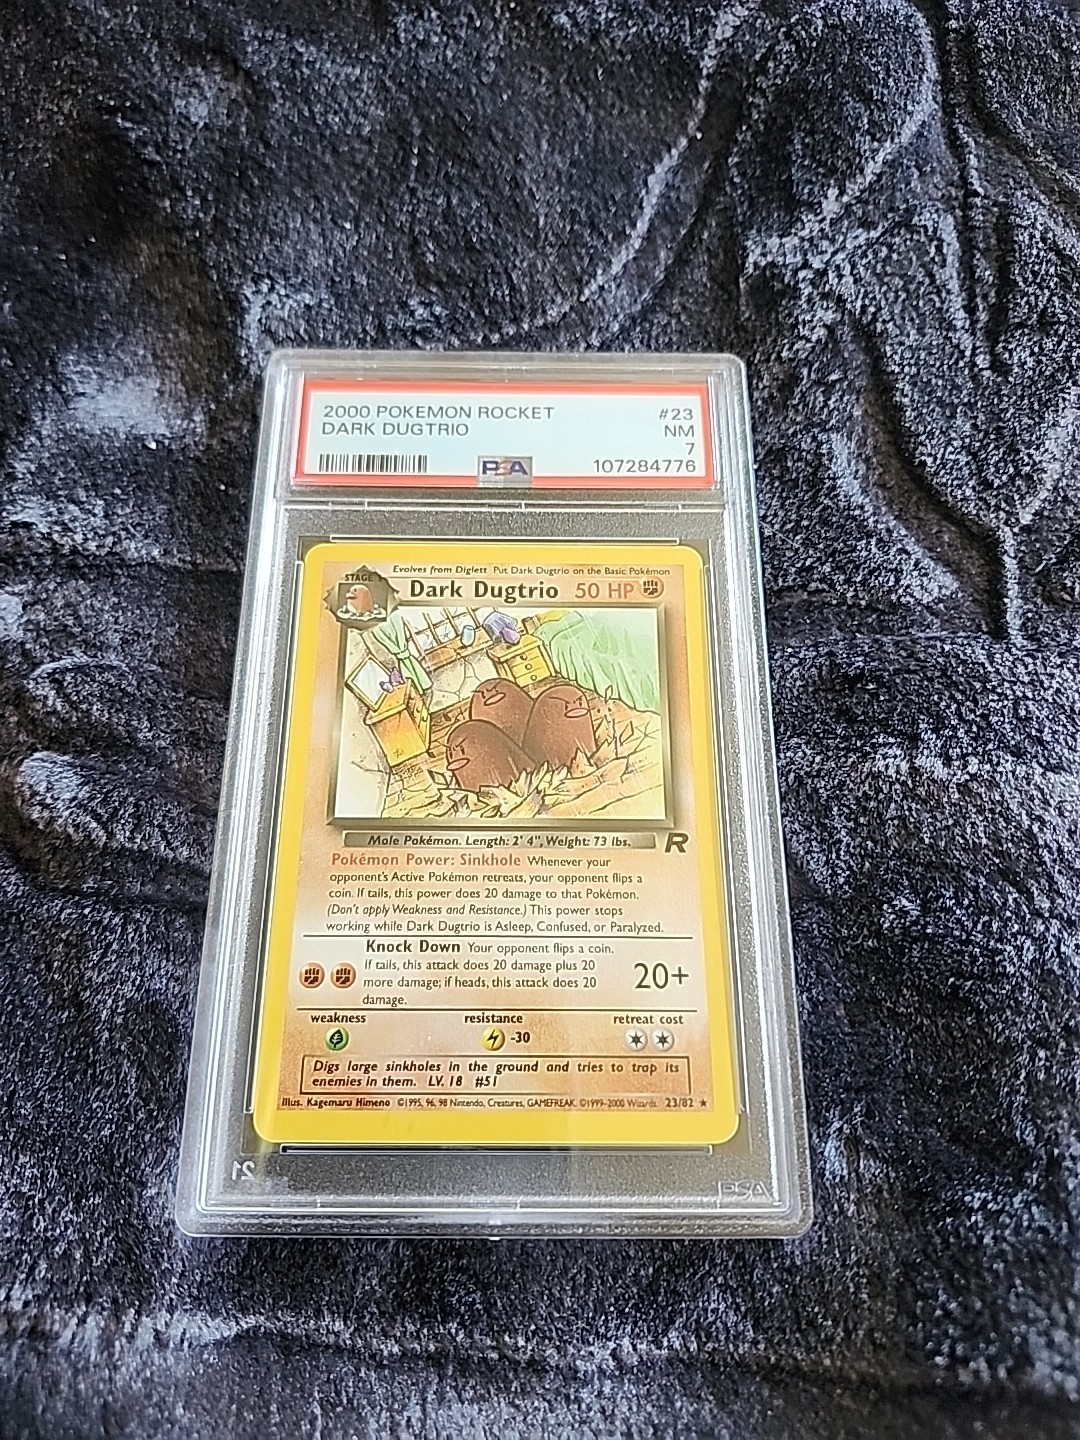 2000 POKEMON ROCKET #23
DARK DUGTRIO NM
7
PSA 107284776
Evolves from Diglett Put Dark Dugtrio on the Basic Pokémon
STAGE 1
Dark Dugtrio 50 HP
Mole Pokémon. Length: 2' 4", Weight: 73 lbs.
R
Pokémon Power: Sinkhole Whenever your
opponent's Active Pokémon retreats, your opponent flips a
coin. If tails, this power does 20 damage to that Pokémon.
(Don't apply Weakness and Resistance.) This power stops
working while Dark Dugtrio is Asleep, Confused, or Paralyzed.
Knock Down Your opponent flips a coin.
If tails, this attack does 20 damage plus 20
more damage; if heads, this attack does 20
damage.
20+
weakness resistance retreat cost
-30
Digs large sinkholes in the ground and tries to trap its
enemies in them. LV. 18 #51
Illus. Kagemaru Himeno ©1995, 96, 98 Nintendo, Creatures, GAMEFREAK. ©1999-2000 Wizards. 23/82 ★
21 PSA